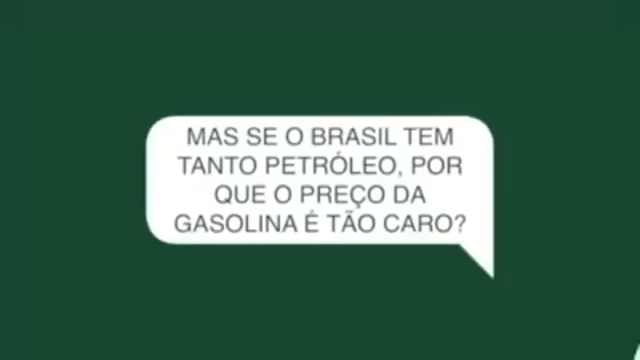 MAS SE O BRASIL TEM
TANTO PETRÓLEO, POR
QUE O PREÇO DA
GASOLINA É TÃO CARO?